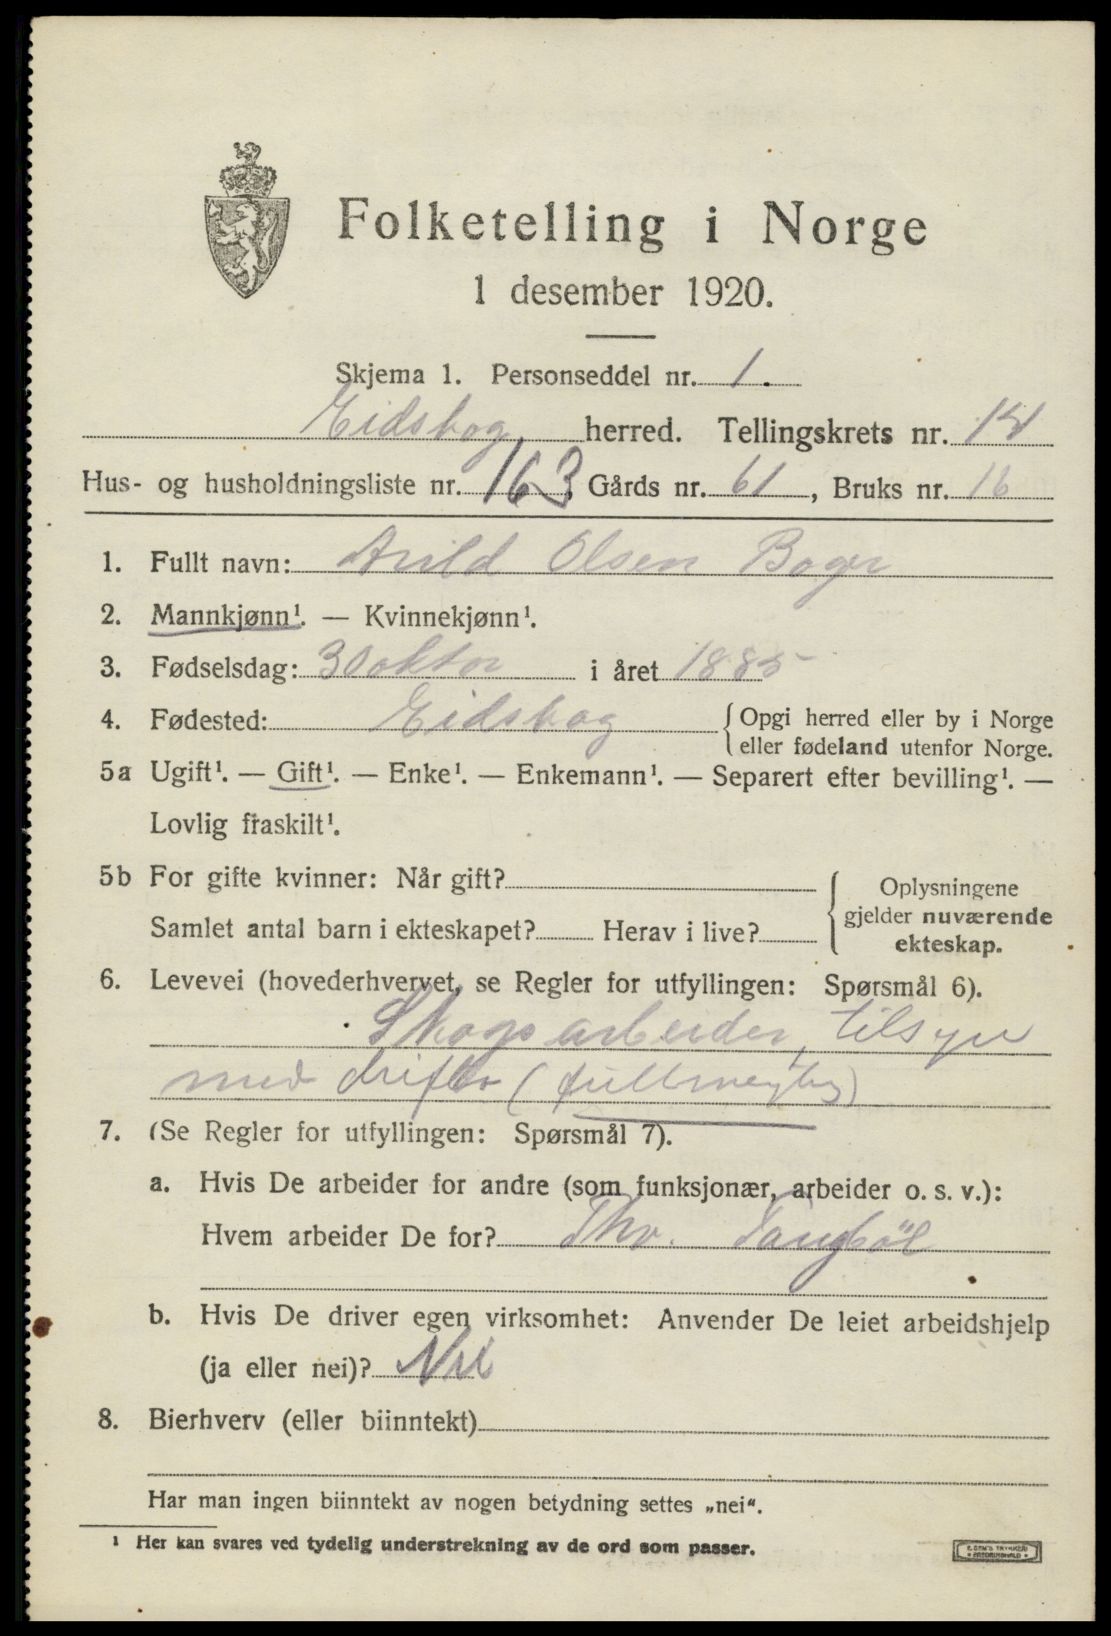 Folketelling i Norge
1 desember 1920.
Skjema 1. Personseddel nr. 1.
Eidskog herred. Tellingskrets nr. 14
Hus- og husholdningsliste nr. 163 Gårds nr. 61, Bruks nr. 16
1. Fullt navn: Arild Olsen Boger
2. Mannkjønn¹. — Kvinnekjønn¹.
3. Fødselsdag: 30 oktor i året 1885
4. Fødested: Eidskog {Opgi herred eller by i Norge
eller fødeland utenfor Norge.
5a Ugift¹. — Gift¹. — Enke¹. — Enkemann¹. — Separert efter bevilling¹. —
Lovlig fraskilt¹.
5b For gifte kvinner: Når gift? {Oplysningene
gjelder nuværende
Samlet antal barn i ekteskapet? Herav i live?
ekteskap.
6. Levevei (hovederhvervet, se Regler for utfyllingen: Spørsmål 6).
Skogsarbeider, tilsyn
med drifter (fullmegtig)
7. (Se Regler for utfyllingen: Spørsmål 7).
a. Hvis De arbeider for andre (som funksjonær, arbeider o. s. v.):
Hvem arbeider De for? Thv.
b. Hvis De driver egen virksomhet: Anvender De leiet arbeidshjelp
(ja eller nei)? Nei
8. Bierhverv (eller biinntekt)
Har man ingen biinntekt av nogen betydning settes „nei“.
¹ Her kan svares ved tydelig understrekning av de ord som passer.